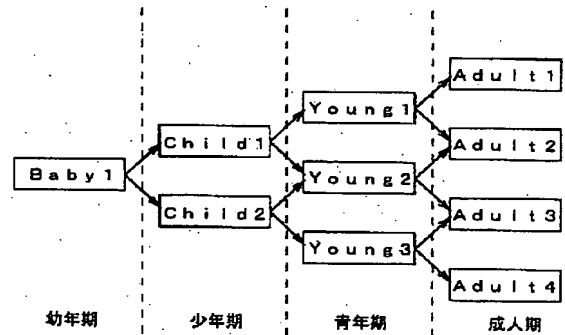 Baby1
Child1
Child2
Young1
Young2
Young3
Adult1
Adult2
Adult3
Adult4
幼年期
少年期
青年期
成人期